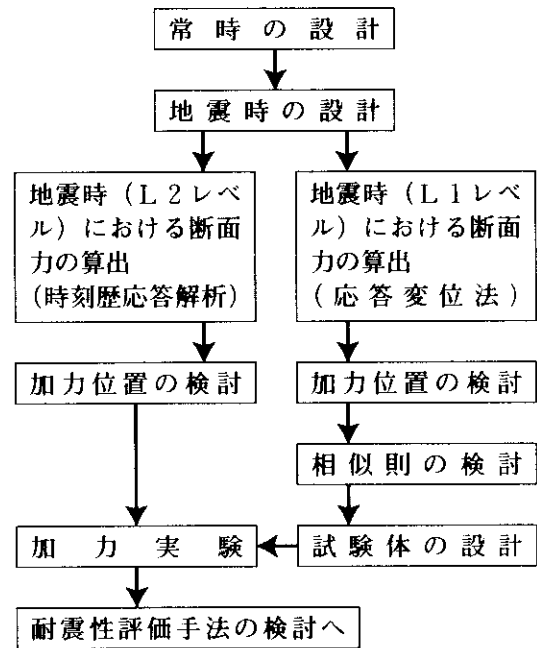 常時の設計
地震時の設計
地震時（Ｌ２レベ
ル）における断面
力の算出
（時刻歴応答解析）
地震時（Ｌ１レベ
ル）における断面
力の算出
（応答変位法）
加力位置の検討
加力位置の検討
相似則の検討
加力実験
試験体の設計
耐震性評価手法の検討へ